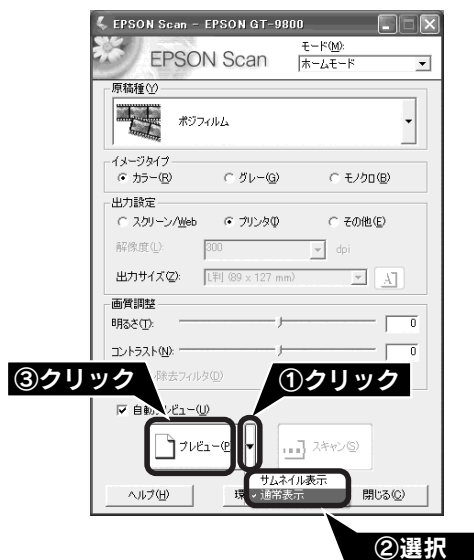 EPSON Scan - EPSON GT-9800
EPSON Scan
モード(M):
ホームモード
原稿種(Y)
ポジフィルム
イメージタイプ
カラー(R) グレー(G) モノクロ(B)
出力設定
スクリーン/Web プリンタ(I) その他(E)
解像度(L): 300 dpi
出力サイズ(Z): L判 (89 x 127 mm)
画質調整
明るさ(T): 0
コントラスト(N): 0
③クリック
除去フィルタ(D)
①クリック
自動プレビュー(U)
プレビュー(P) スキャン(S)
サムネイル表示
通常表示
ヘルプ(H) 環 閉じる(C)
②選択